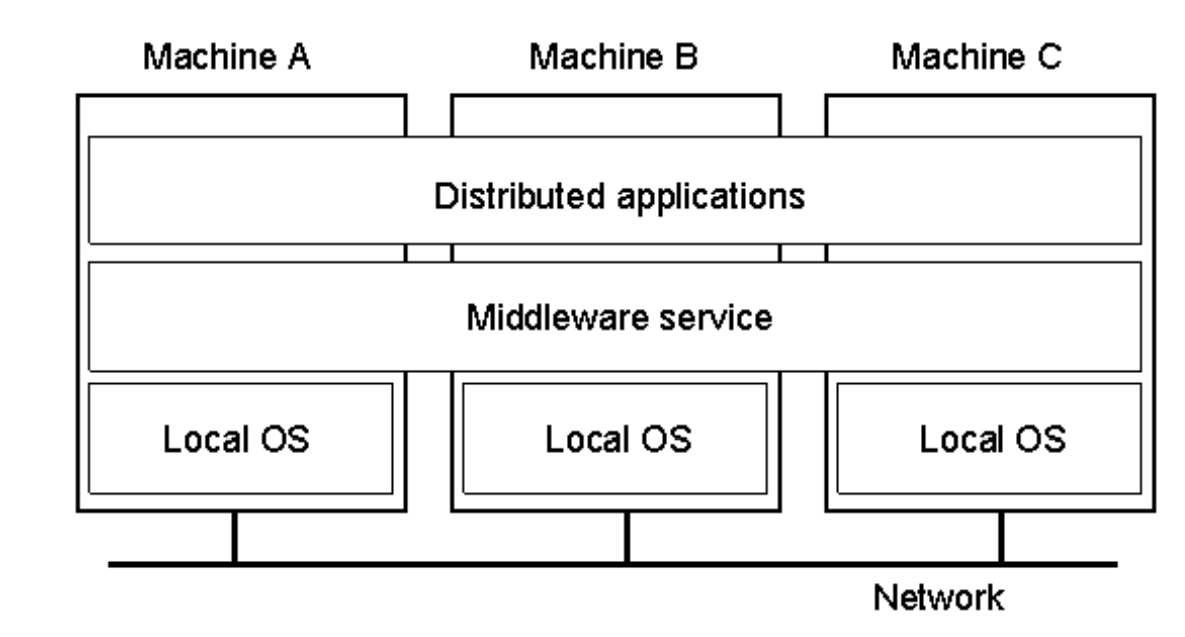 Machine A
Machine B
Machine C
Distributed applications
Middleware service
Local OS
Local OS
Local OS
Network